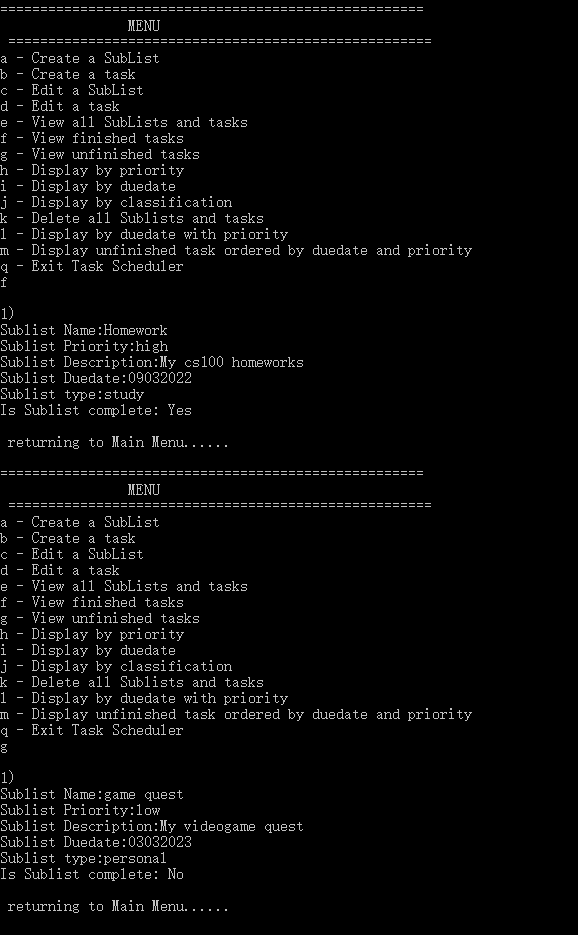 =====================================================
MENU
=====================================================
a - Create a SubList
b - Create a task
c - Edit a SubList
d - Edit a task
e - View all SubLists and tasks
f - View finished tasks
g - View unfinished tasks
h - Display by priority
i - Display by duedate
j - Display by classification
k - Delete all Sublists and tasks
l - Display by duedate with priority
m - Display unfinished task ordered by duedate and priority
q - Exit Task Scheduler
f
1)
Sublist Name:Homework
Sublist Priority:high
Sublist Description:My cs100 homeworks
Sublist Duedate:09032022
Sublist type:study
Is Sublist complete: Yes
returning to Main Menu......
=====================================================
MENU
=====================================================
a - Create a SubList
b - Create a task
c - Edit a SubList
d - Edit a task
e - View all SubLists and tasks
f - View finished tasks
g - View unfinished tasks
h - Display by priority
i - Display by duedate
j - Display by classification
k - Delete all Sublists and tasks
l - Display by duedate with priority
m - Display unfinished task ordered by duedate and priority
q - Exit Task Scheduler
g
1)
Sublist Name:game quest
Sublist Priority:low
Sublist Description:My videogame quest
Sublist Duedate:03032023
Sublist type:personal
Is Sublist complete: No
returning to Main Menu......